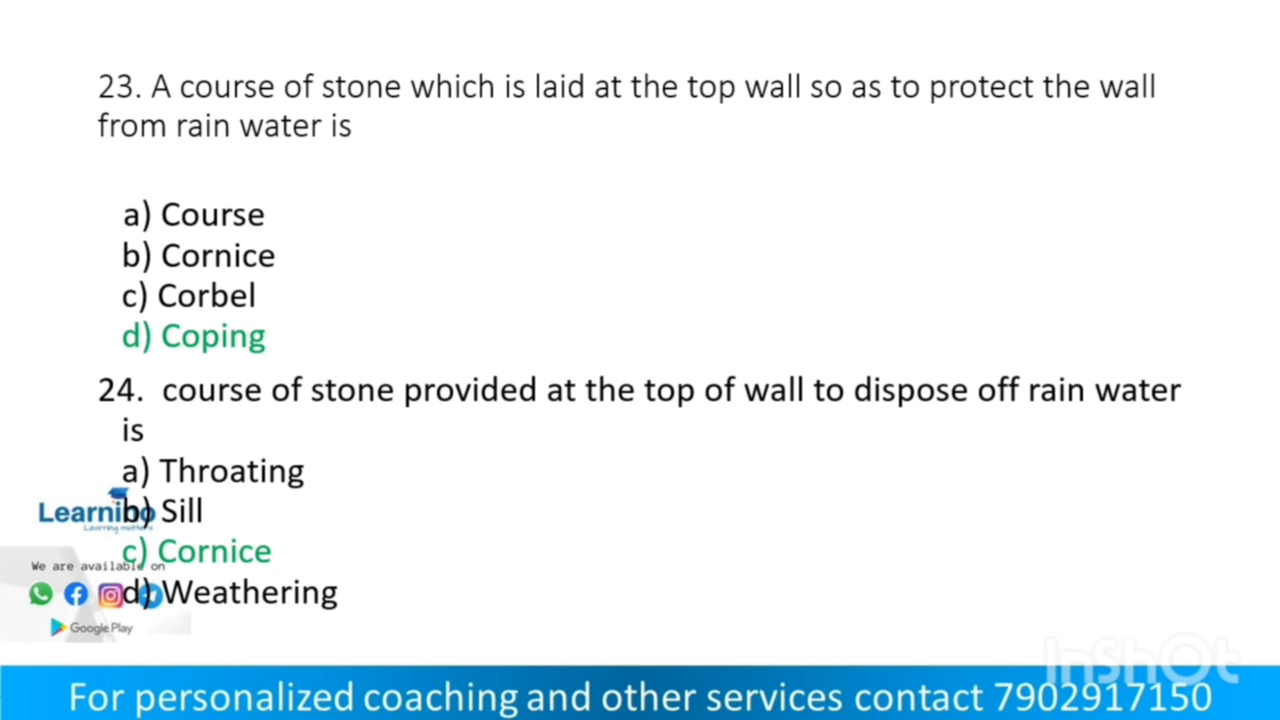 23. A course of stone which is laid at the top wall so as to protect the wall
from rain water is
a) Course
b) Cornice
c) Corbel
d) Coping
24. course of stone provided at the top of wall to dispose off rain water
is
a) Throating
b) Sill
c) Cornice
d) Weathering
Learnibo
Learning matters
We are available on
Google Play
InShOt
For personalized coaching and other services contact 7902917150